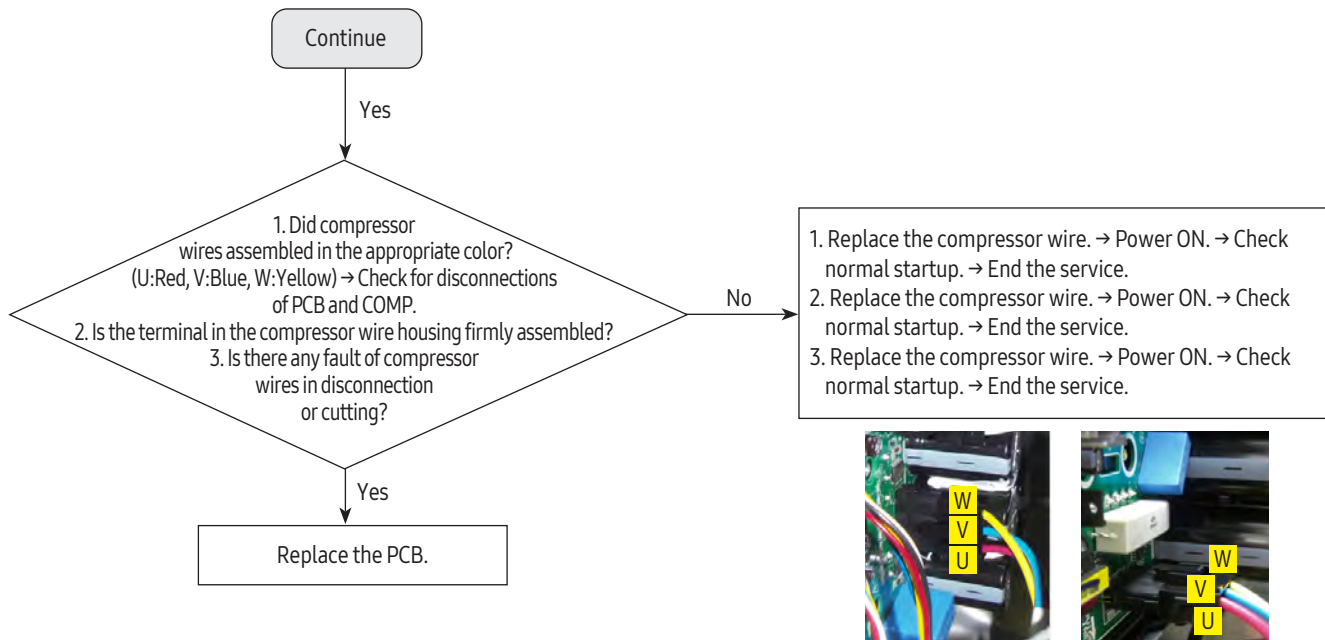 Continue
Yes
1. Did compressor
wires assembled in the appropriate color?
(U:Red, V:Blue, W:Yellow) → Check for disconnections
of PCB and COMP.
2. Is the terminal in the compressor wire housing firmly assembled?
3. Is there any fault of compressor
wires in disconnection
or cutting?
No
1. Replace the compressor wire. → Power ON. → Check
normal startup. → End the service.
2. Replace the compressor wire. → Power ON. → Check
normal startup. → End the service.
3. Replace the compressor wire. → Power ON. → Check
normal startup. → End the service.
Yes
Replace the PCB.
W
V
U
W
V
U